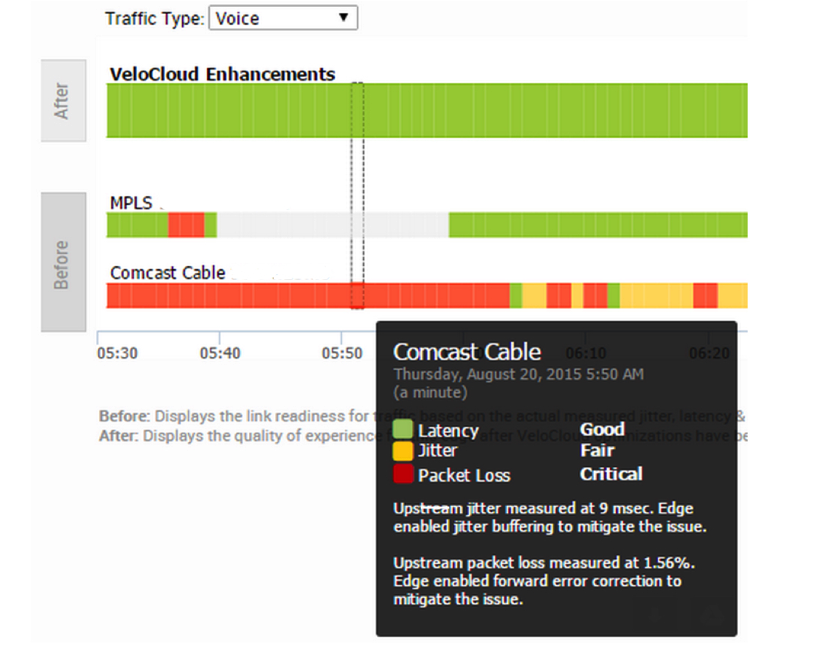 Traffic Type: Voice
VeloCloud Enhancements
After
MPLS
Before
Comcast Cable
05:30 05:40 05:50 06:10 06:20
Before: Displays the link readiness for traffic based on the actual measured jitter, latency &
After: Displays the quality of experience after VeloCloud optimizations have be
Comcast Cable
Thursday, August 20, 2015 5:50 AM
(a minute)
Latency Good
Jitter Fair
Packet Loss Critical
Upstream jitter measured at 9 msec. Edge
enabled jitter buffering to mitigate the issue.
Upstream packet loss measured at 1.56%.
Edge enabled forward error correction to
mitigate the issue.